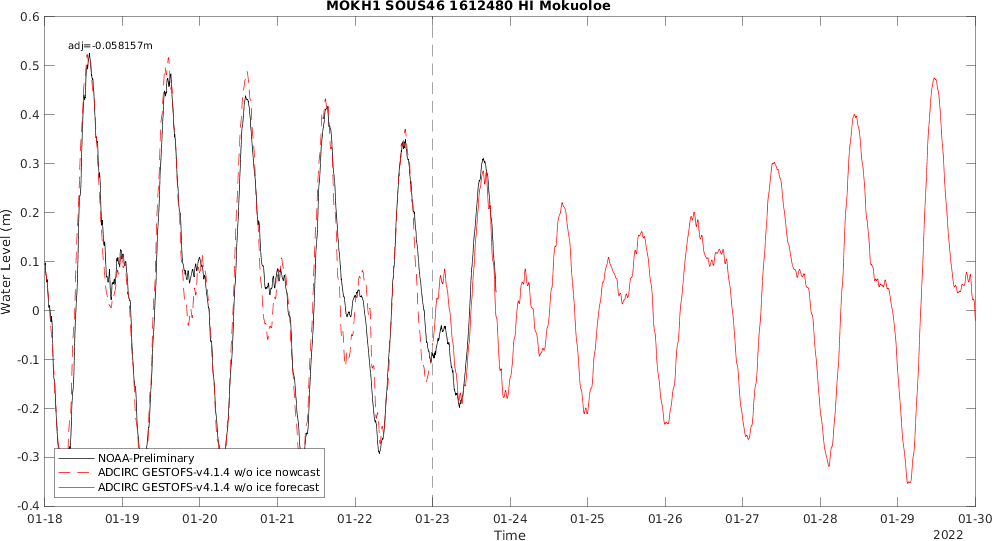 MOKH1 SOUS46 1612480 HI Mokuoloe
adj=-0.058157m
0.6
0.5
0.4
0.3
0.2
0.1
0
-0.1
-0.2
-0.3
-0.4
Water Level (m)
NOAA-Preliminary
ADCIRC GESTOFS-v4.1.4 w/o ice nowcast
ADCIRC GESTOFS-v4.1.4 w/o ice forecast
01-18 01-19 01-20 01-21 01-22 01-23 01-24 01-25 01-26 01-27 01-28 01-29 01-30
Time
2022